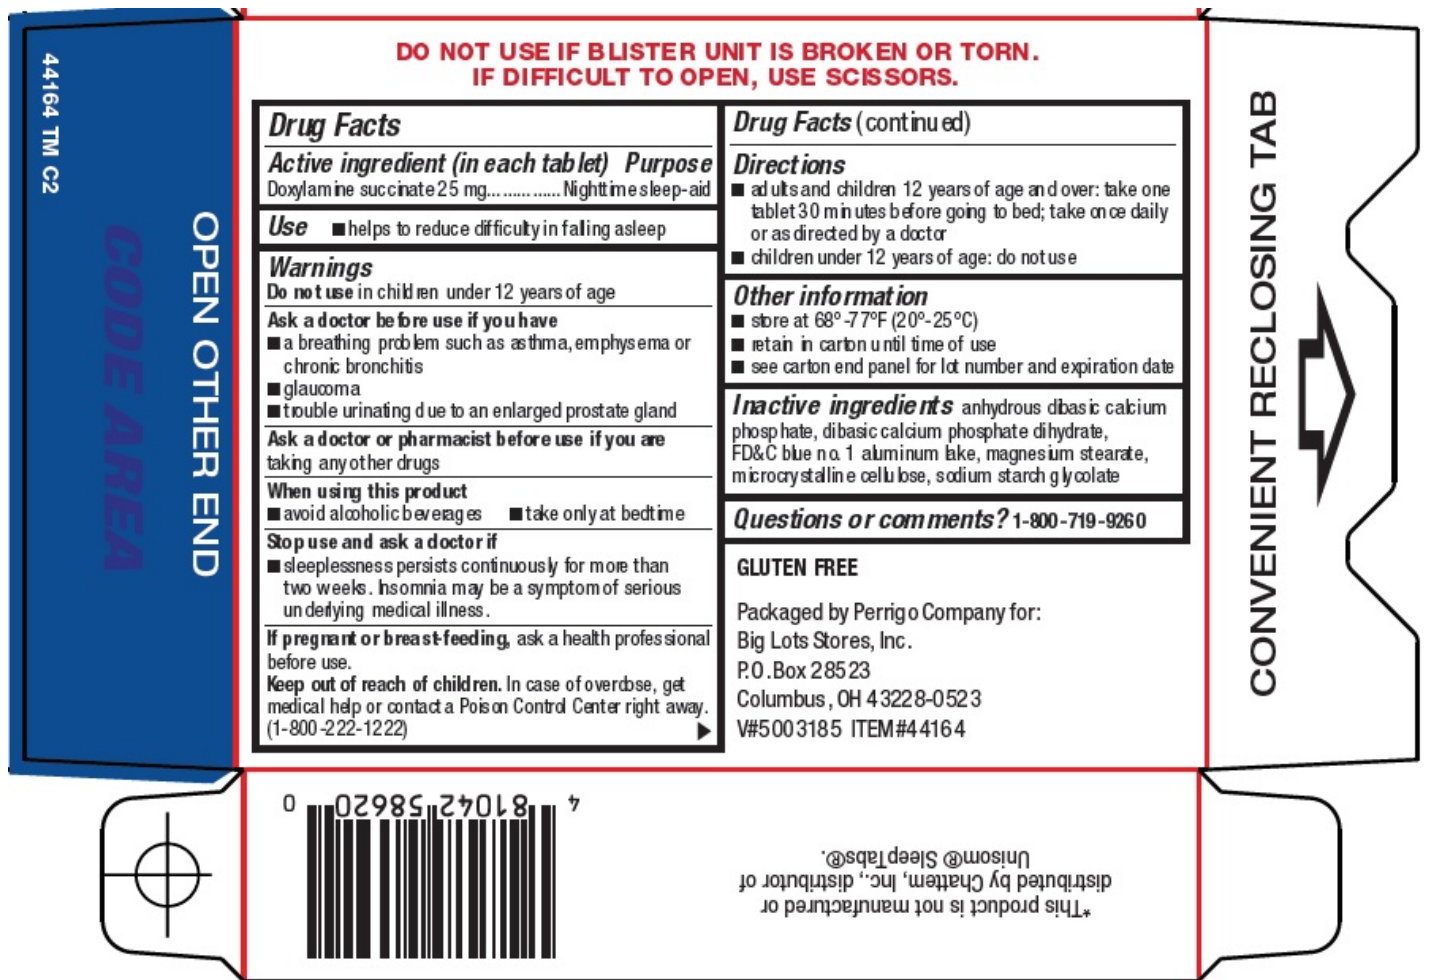 44164 TM C2
CODE AREA
OPEN OTHER END
DO NOT USE IF BLISTER UNIT IS BROKEN OR TORN.
IF DIFFICULT TO OPEN, USE SCISSORS.
Drug Facts
Active ingredient (in each tablet) Purpose
Doxylamine succinate 25 mg............... Nighttime sleep-aid
Use ■ helps to reduce difficulty in falling asleep
Warnings
Do not use in children under 12 years of age
Ask a doctor before use if you have
■ a breathing problem such as asthma, emphysema or
chronic bronchitis
■ glaucoma
■ trouble urinating due to an enlarged prostate gland
Ask a doctor or pharmacist before use if you are
taking any other drugs
When using this product
■ avoid alcoholic beverages ■ take only at bedtime
Stop use and ask a doctor if
■ sleeplessness persists continuously for more than
two weeks. Insomnia may be a symptom of serious
underlying medical illness.
If pregnant or breast-feeding, ask a health professional
before use.
Keep out of reach of children. In case of overdose, get
medical help or contact a Poison Control Center right away.
(1-800-222-1222)
Drug Facts (continued)
Directions
■ adults and children 12 years of age and over: take one
tablet 30 minutes before going to bed; take once daily
or as directed by a doctor
■ children under 12 years of age: do not use
Other information
■ store at 68°-77°F (20°-25°C)
■ retain in carton until time of use
■ see carton end panel for lot number and expiration date
Inactive ingredients anhydrous dibasic calcium
phosphate, dibasic calcium phosphate dihydrate,
FD&C blue no. 1 aluminum lake, magnesium stearate,
microcrystalline cellulose, sodium starch glycolate
Questions or comments? 1-800-719-9260
GLUTEN FREE
Packaged by Perrigo Company for:
Big Lots Stores, Inc.
P.O. Box 28523
Columbus, OH 43228-0523
V#5003185 ITEM#44164
CONVENIENT RECLOSING TAB
*This product is not manufactured or
distributed by Chattem, Inc., distributor of
Unisom® SleepTabs®.
4 81042 58620 0